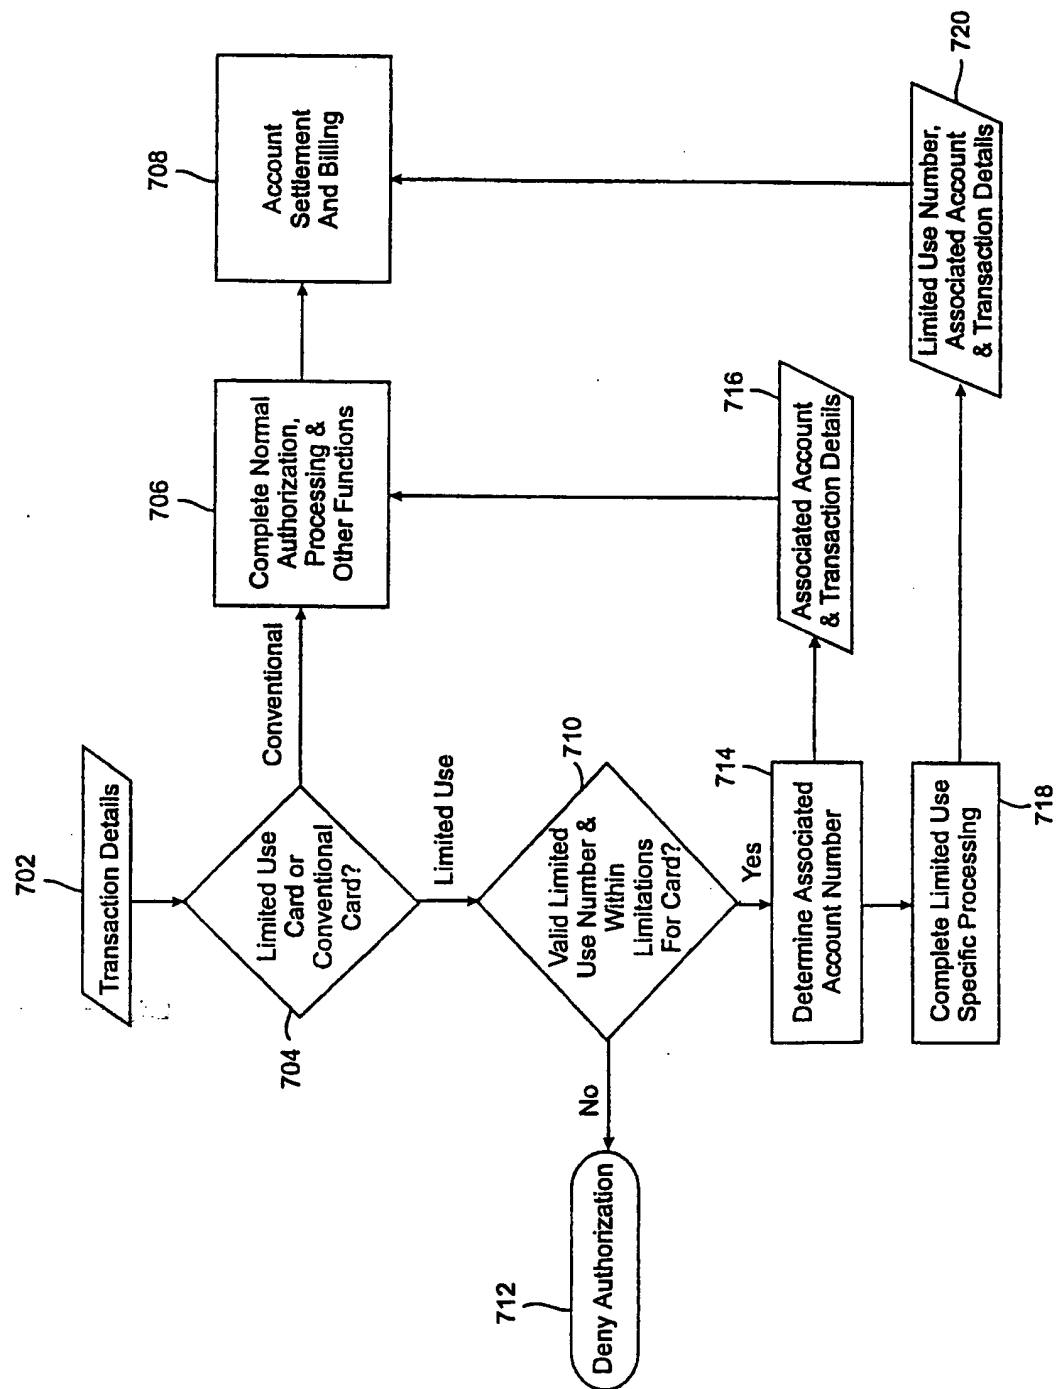 702
Transaction Details
704
Limited Use
Card or
Conventional
Card?
Conventional
706
Complete Normal
Authorization,
Processing &
Other Functions
708
Account
Settlement
And Billing
Limited Use
710
Valid Limited
Use Number &
Within
Limitations
For Card?
No
712
Deny Authorization
Yes
714
Determine Associated
Account Number
716
Associated Account
& Transaction Details
718
Complete Limited Use
Specific Processing
720
Limited Use Number,
Associated Account
& Transaction Details